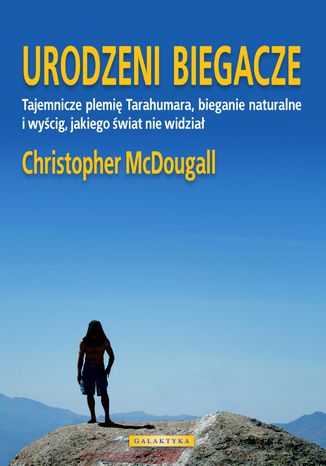 URODZENI BIEGACZE
Tajemnicze plemię Tarahumara, bieganie naturalne
i wyścig, jakiego świat nie widział
Christopher McDougall
GALAKTYKA